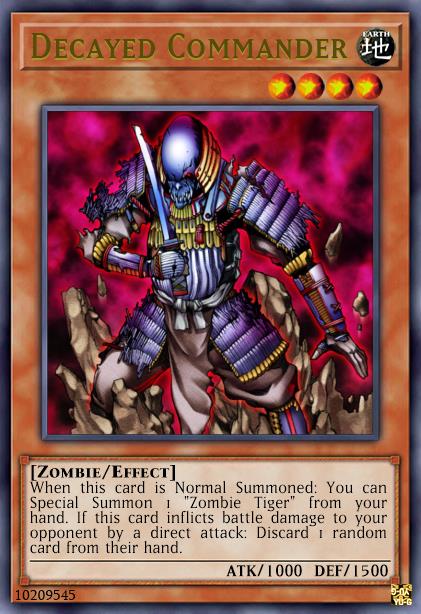 DECAYED COMMANDER
EARTH
地
[ZOMBIE/EFFECT]
When this card is Normal Summoned: You can
Special Summon 1 "Zombie Tiger" from your
hand. If this card inflicts battle damage to your
opponent by a direct attack: Discard 1 random
card from their hand.
ATK/1000 DEF/1500
10209545